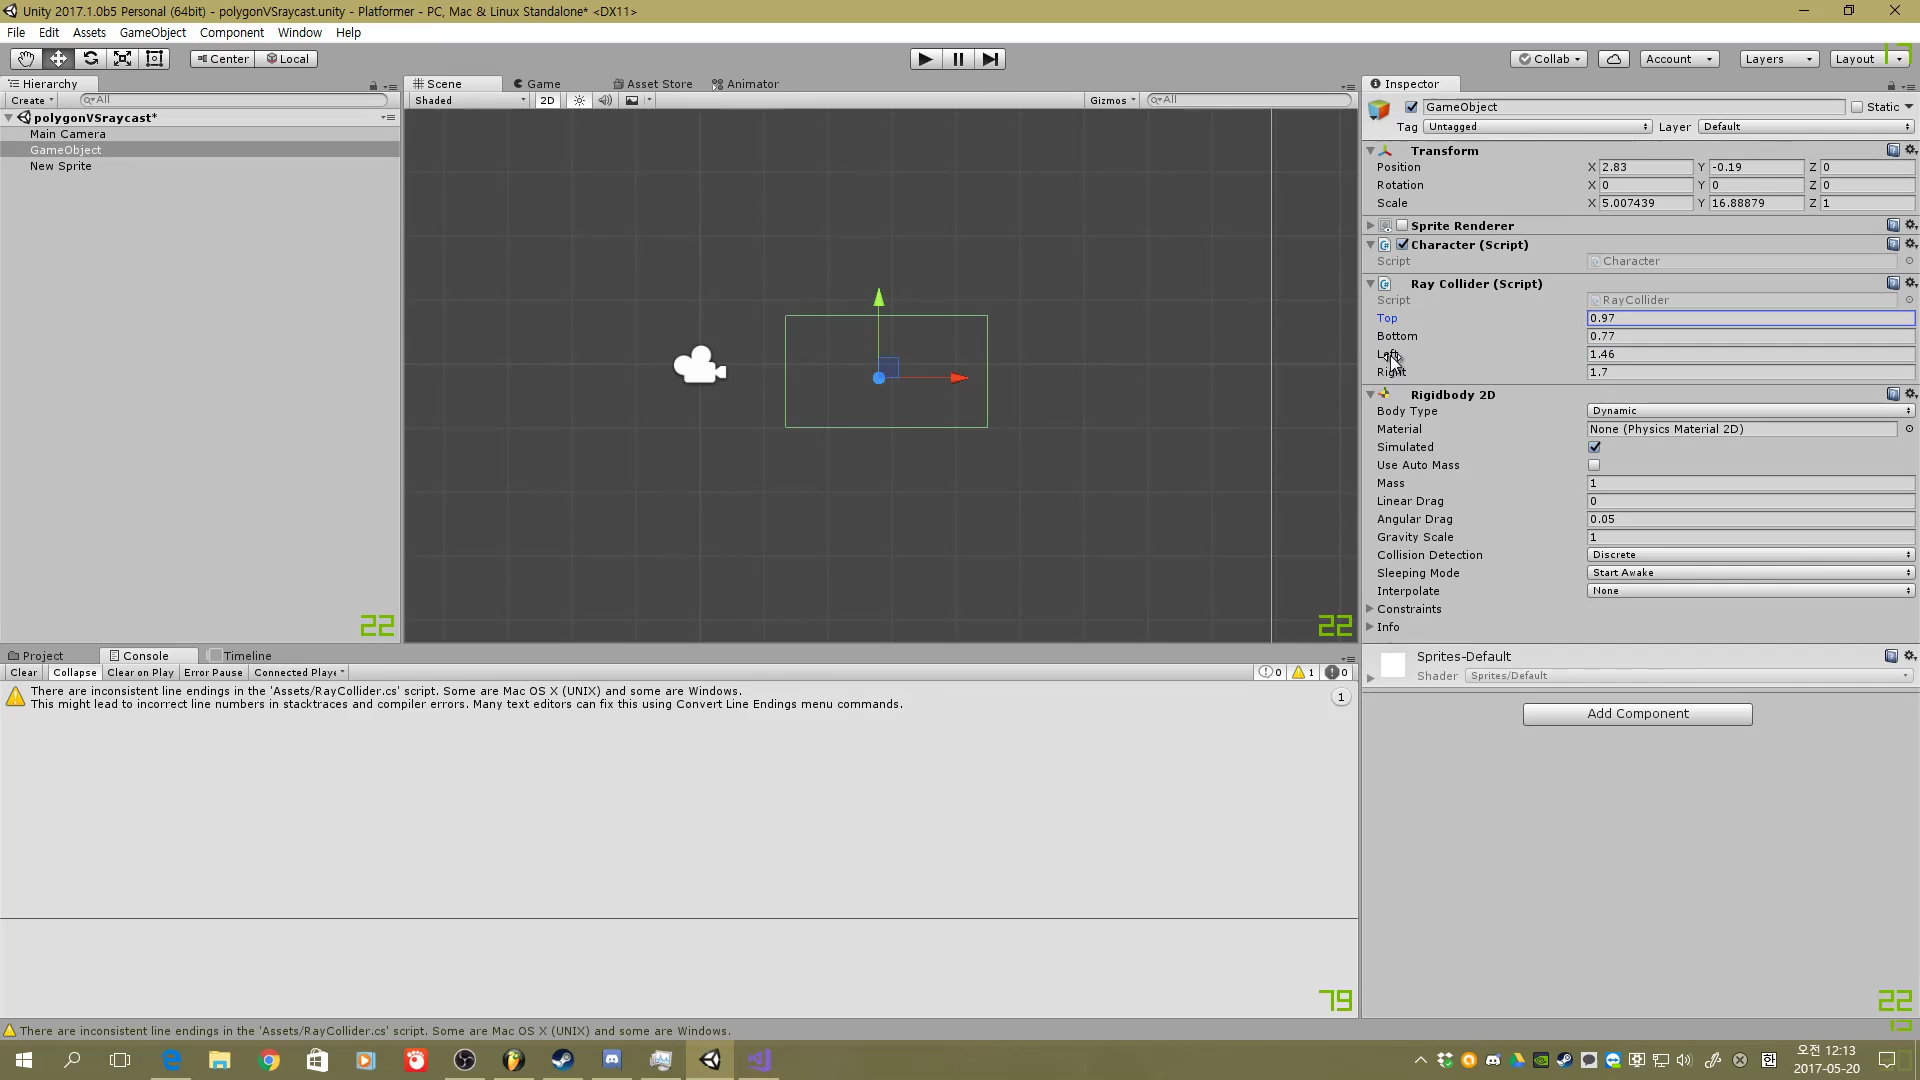 Unity 2017.1.0b5 Personal (64bit) - polygonVSraycast.unity - Platformer - PC, Mac & Linux Standalone* <DX11>
File Edit Assets GameObject Component Window Help
Center Local Collab Account Layers Layout
Hierarchy
Create All
polygonVSraycast*
Main Camera
GameObject
New Sprite
22
Scene Game Asset Store Animator
Shaded 2D Gizmos All
22
Inspector
GameObject Static
Tag Untagged Layer Default
Transform
Position X 2.83 Y -0.19 Z 0
Rotation X 0 Y 0 Z 0
Scale X 5.007439 Y 16.88879 Z 1
Sprite Renderer
Character (Script)
Script Character
Ray Collider (Script)
Script RayCollider
Top 0.97
Bottom 0.77
Left 1.46
Right 1.7
Rigidbody 2D
Body Type Dynamic
Material None (Physics Material 2D)
Simulated
Use Auto Mass
Mass 1
Linear Drag 0
Angular Drag 0.05
Gravity Scale 1
Collision Detection Discrete
Sleeping Mode Start Awake
Interpolate None
Constraints
Info
Sprites-Default
Shader Sprites/Default
Add Component
22
Project Console Timeline
Clear Collapse Clear on Play Error Pause Connected Playe 0 1 0
There are inconsistent line endings in the 'Assets/RayCollider.cs' script. Some are Mac OS X (UNIX) and some are Windows.
This might lead to incorrect line numbers in stacktraces and compiler errors. Many text editors can fix this using Convert Line Endings menu commands.
1
79
There are inconsistent line endings in the 'Assets/RayCollider.cs' script. Some are Mac OS X (UNIX) and some are Windows.
오전 12:13
2017-05-20